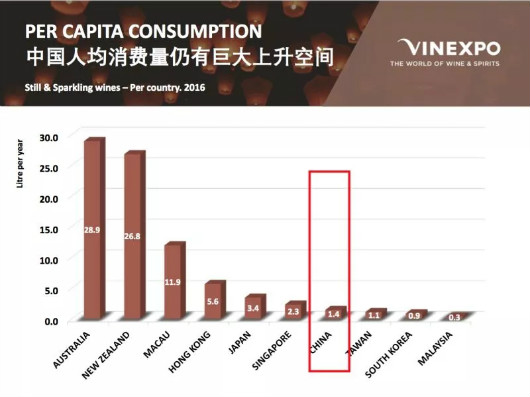 PER CAPITA CONSUMPTION
中国人均消费量仍有巨大上升空间
VINEXPO
THE WORLD OF WINE & SPIRITS
Still & Sparkling wines – Per country. 2016
Litre per year
30.0
25.0
20.0
15.0
10.0
5.0
0.0
28.9
26.8
11.9
5.6
3.4
2.3
1.4
1.1
0.9
0.3
AUSTRALIA
NEW ZEALAND
MACAU
HONG KONG
JAPAN
SINGAPORE
CHINA
TAIWAN
SOUTH KOREA
MALAYSIA